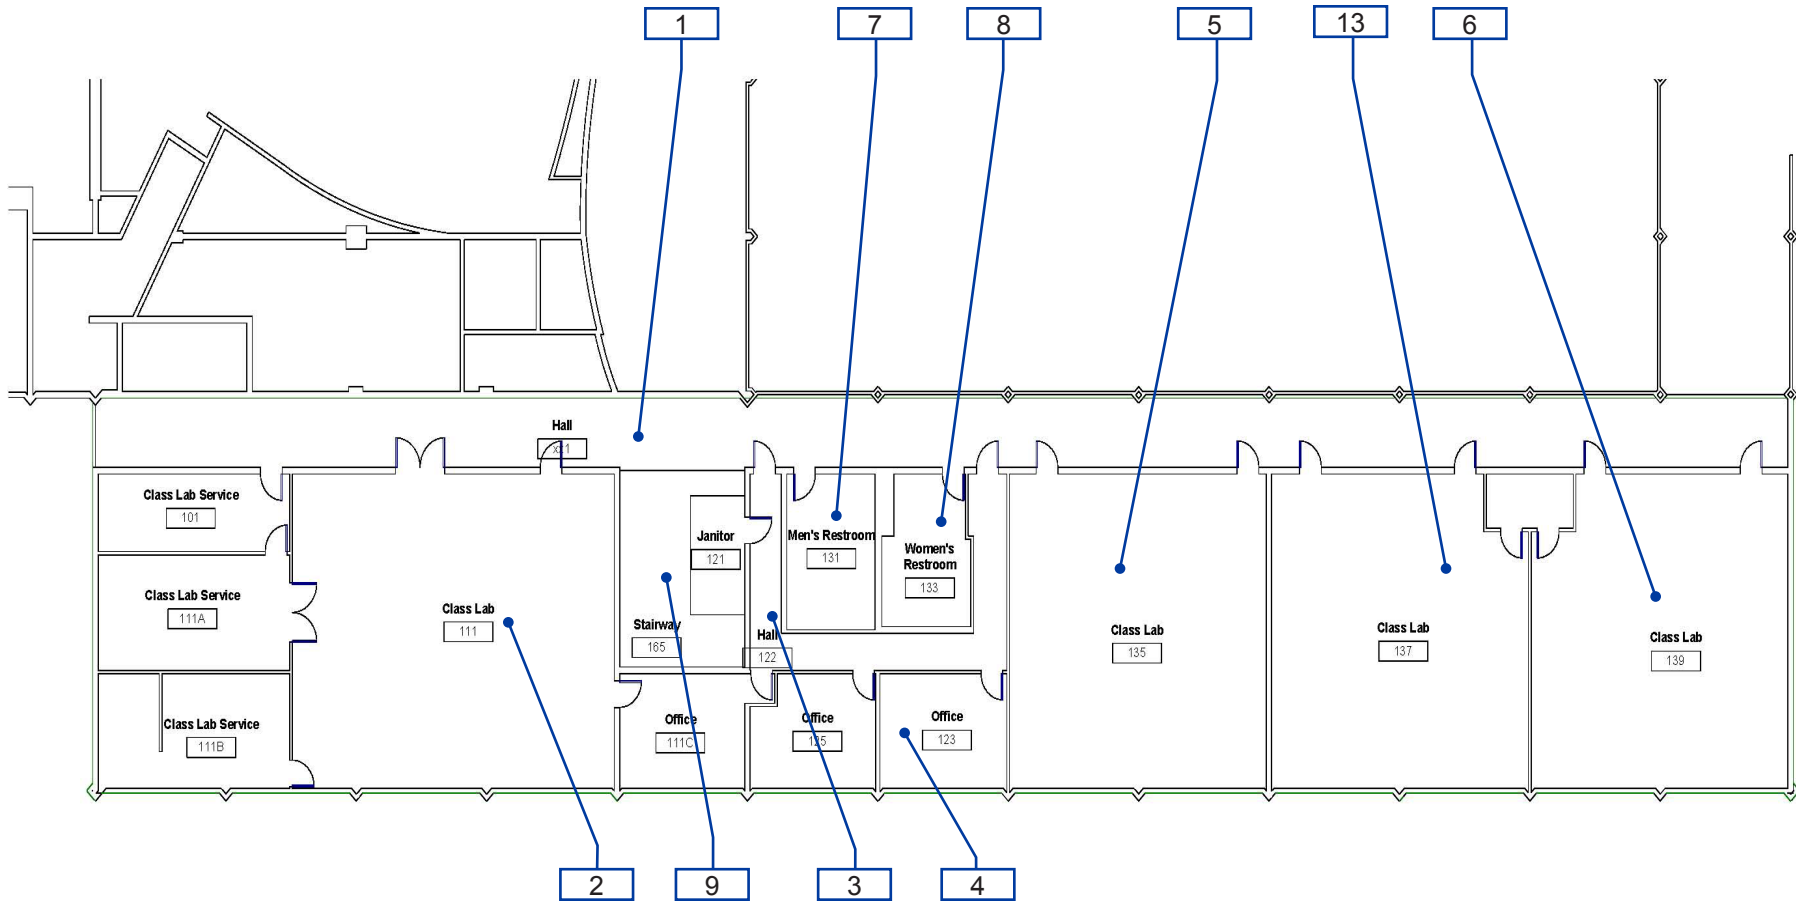 1
7
8
5
13
6
Hall
xx1
Class Lab Service
101
Janitor
121
Men's Restroom
131
Women's
Restroom
133
Class Lab Service
111A
Class Lab
111
Stairway
165
Hall
122
Class Lab
135
Class Lab
137
Class Lab
139
Class Lab Service
111B
Office
111C
Office
125
Office
123
2
9
3
4